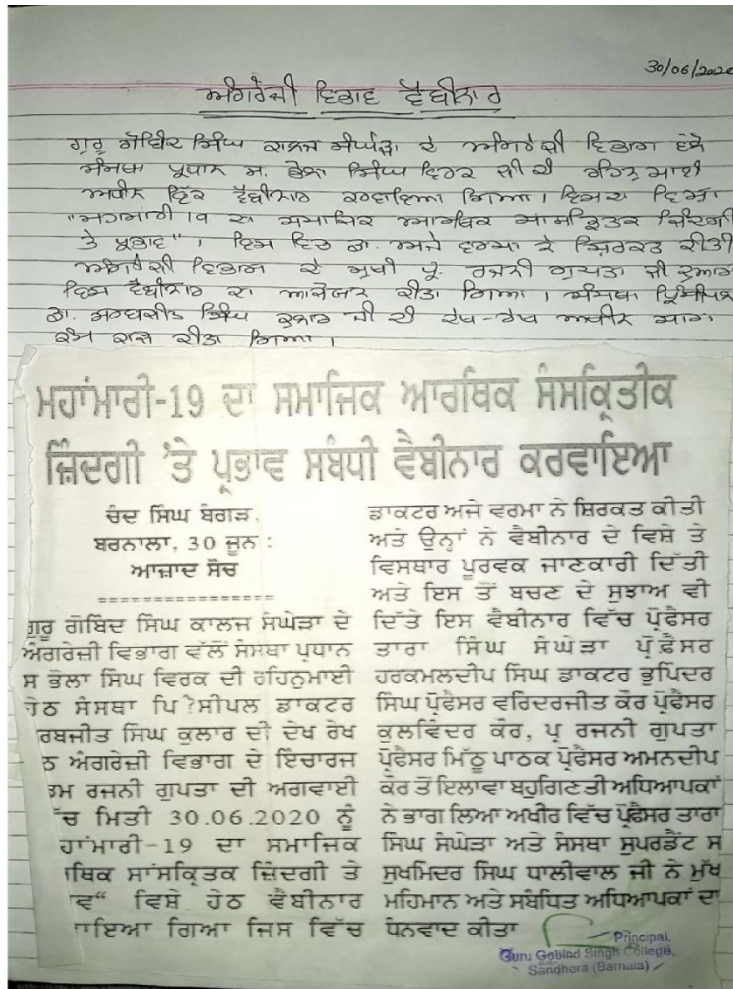 30/06/2020
ਅੰਗਰੇਜ਼ੀ ਵਿਭਾਗ ਵੈਬੀਨਾਰ
ਗੁਰੂ ਗੋਬਿੰਦ ਸਿੰਘ ਕਾਲਜ ਸੰਘੇੜਾ ਦੇ ਅੰਗਰੇਜ਼ੀ ਵਿਭਾਗ ਵੱਲੋਂ
ਸੰਸਥਾ ਪ੍ਰਧਾਨ ਸ. ਭੋਲਾ ਸਿੰਘ ਵਿਰਕ ਜੀ ਦੀ ਰਹਿਨੁਮਾਈ
ਅਧੀਨ ਇੱਕ ਵੈਬੀਨਾਰ ਕਰਵਾਇਆ ਗਿਆ। ਇਸਦਾ ਵਿਸ਼ਾ
"ਮਹਾਂਮਾਰੀ 19 ਦਾ ਸਮਾਜਿਕ ਆਰਥਿਕ ਸਾਂਸਕ੍ਰਿਤਕ ਜ਼ਿੰਦਗੀ
ਤੇ ਪ੍ਰਭਾਵ"। ਇਸ ਵਿਚ ਡਾ. ਅਜੇ ਵਰਮਾ ਨੇ ਸ਼ਿਰਕਤ ਕੀਤੀ
ਅੰਗਰੇਜ਼ੀ ਵਿਭਾਗ ਦੇ ਮੁਖੀ ਪ੍ਰੋ. ਰਜਨੀ ਗੁਪਤਾ ਜੀ ਦੁਆਰਾ
ਇਸ ਵੈਬੀਨਾਰ ਦਾ ਆਯੋਜਨ ਕੀਤਾ ਗਿਆ। ਸੰਸਥਾ ਪ੍ਰਿੰਸੀਪਲ
ਡਾ. ਸਰਬਜੀਤ ਸਿੰਘ ਕੁਲਾਰ ਜੀ ਦੀ ਦੇਖ-ਰੇਖ ਅਧੀਨ ਸਾਰਾ
ਕੰਮ ਕਾਜ ਕੀਤਾ ਗਿਆ।
ਮਹਾਂਮਾਰੀ-19 ਦਾ ਸਮਾਜਿਕ ਆਰਥਿਕ ਸੰਸਕ੍ਰਿਤੀਕ
ਜ਼ਿੰਦਗੀ 'ਤੇ ਪ੍ਰਭਾਵ ਸਬੰਧੀ ਵੈਬੀਨਾਰ ਕਰਵਾਇਆ
ਚੰਦ ਸਿੰਘ ਬੰਗੜ,
ਬਰਨਾਲਾ, 30 ਜੂਨ :
ਆਜ਼ਾਦ ਸੋਚ
ਗੁਰੂ ਗੋਬਿੰਦ ਸਿੰਘ ਕਾਲਜ ਸੰਘੇੜਾ ਦੇ
ਅੰਗਰੇਜ਼ੀ ਵਿਭਾਗ ਵੱਲੋਂ ਸੰਸਥਾ ਪ੍ਰਧਾਨ
ਸ ਭੋਲਾ ਸਿੰਘ ਵਿਰਕ ਦੀ ਰਹਿਨੁਮਾਈ
ਹੇਠ ਸੰਸਥਾ ਪਿ?ਸੀਪਲ ਡਾਕਟਰ
ਰਬਜੀਤ ਸਿੰਘ ਕੁਲਾਰ ਦੀ ਦੇਖ ਰੇਖ
ਠ ਅੰਗਰੇਜ਼ੀ ਵਿਭਾਗ ਦੇ ਇੰਚਾਰਜ
ਰਜਨੀ ਗੁਪਤਾ ਦੀ ਅਗਵਾਈ
ੱਚ ਮਿਤੀ 30.06.2020 ਨੂੰ
ਹਾਂਮਾਰੀ-19 ਦਾ ਸਮਾਜਿਕ
ਥਿਕ ਸਾਂਸਕ੍ਰਿਤਕ ਜ਼ਿੰਦਗੀ ਤੇ
ਾਵ" ਵਿਸੇ ਹੇਠ ਵੈਬੀਨਾਰ
ਾਇਆ ਗਿਆ ਜਿਸ ਵਿੱਚ
ਡਾਕਟਰ ਅਜੇ ਵਰਮਾ ਨੇ ਸ਼ਿਰਕਤ ਕੀਤੀ
ਅਤੇ ਉਨ੍ਹਾਂ ਨੇ ਵੈਬੀਨਾਰ ਦੇ ਵਿਸ਼ੇ ਤੇ
ਵਿਸਥਾਰ ਪੂਰਵਕ ਜਾਣਕਾਰੀ ਦਿੱਤੀ
ਅਤੇ ਇਸ ਤੋਂ ਬਚਣ ਦੇ ਸੁਝਾਅ ਵੀ
ਦਿੱਤੇ ਇਸ ਵੈਬੀਨਾਰ ਵਿੱਚ ਪ੍ਰੋਫੈਸਰ
ਤਾਰਾ ਸਿੰਘ ਸੰਘੇੜਾ ਪ੍ਰੋਫ਼ੈਸਰ
ਹਰਕਮਲਦੀਪ ਸਿੰਘ ਡਾਕਟਰ ਭੁਪਿੰਦਰ
ਸਿੰਘ ਪ੍ਰੋਫੈਸਰ ਵਰਿੰਦਰਜੀਤ ਕੌਰ ਪ੍ਰੋਫੈਸਰ
ਕੁਲਵਿੰਦਰ ਕੌਰ, ਪ੍ਰ ਰਜਨੀ ਗੁਪਤਾ
ਪ੍ਰੋਫੈਸਰ ਮਿੱਠੂ ਪਾਠਕ ਪ੍ਰੋਫੈਸਰ ਅਮਨਦੀਪ
ਕੌਰ ਤੋਂ ਇਲਾਵਾ ਬਹੁਗਿਣਤੀ ਅਧਿਆਪਕਾਂ
ਨੇ ਭਾਗ ਲਿਆ ਅਖੀਰ ਵਿੱਚ ਪ੍ਰੋਫੈਸਰ ਤਾਰਾ
ਸਿੰਘ ਸੰਘੇੜਾ ਅਤੇ ਸੰਸਥਾ ਸੁਪਰਡੈਂਟ ਸ
ਸੁਖਮਿੰਦਰ ਸਿੰਘ ਧਾਲੀਵਾਲ ਜੀ ਨੇ ਮੁੱਖ
ਮਹਿਮਾਨ ਅਤੇ ਸਬੰਧਿਤ ਅਧਿਆਪਕਾਂ ਦਾ
ਧੰਨਵਾਦ ਕੀਤਾ
Principal,
Guru Gobind Singh College,
Sanghera (Barnala)